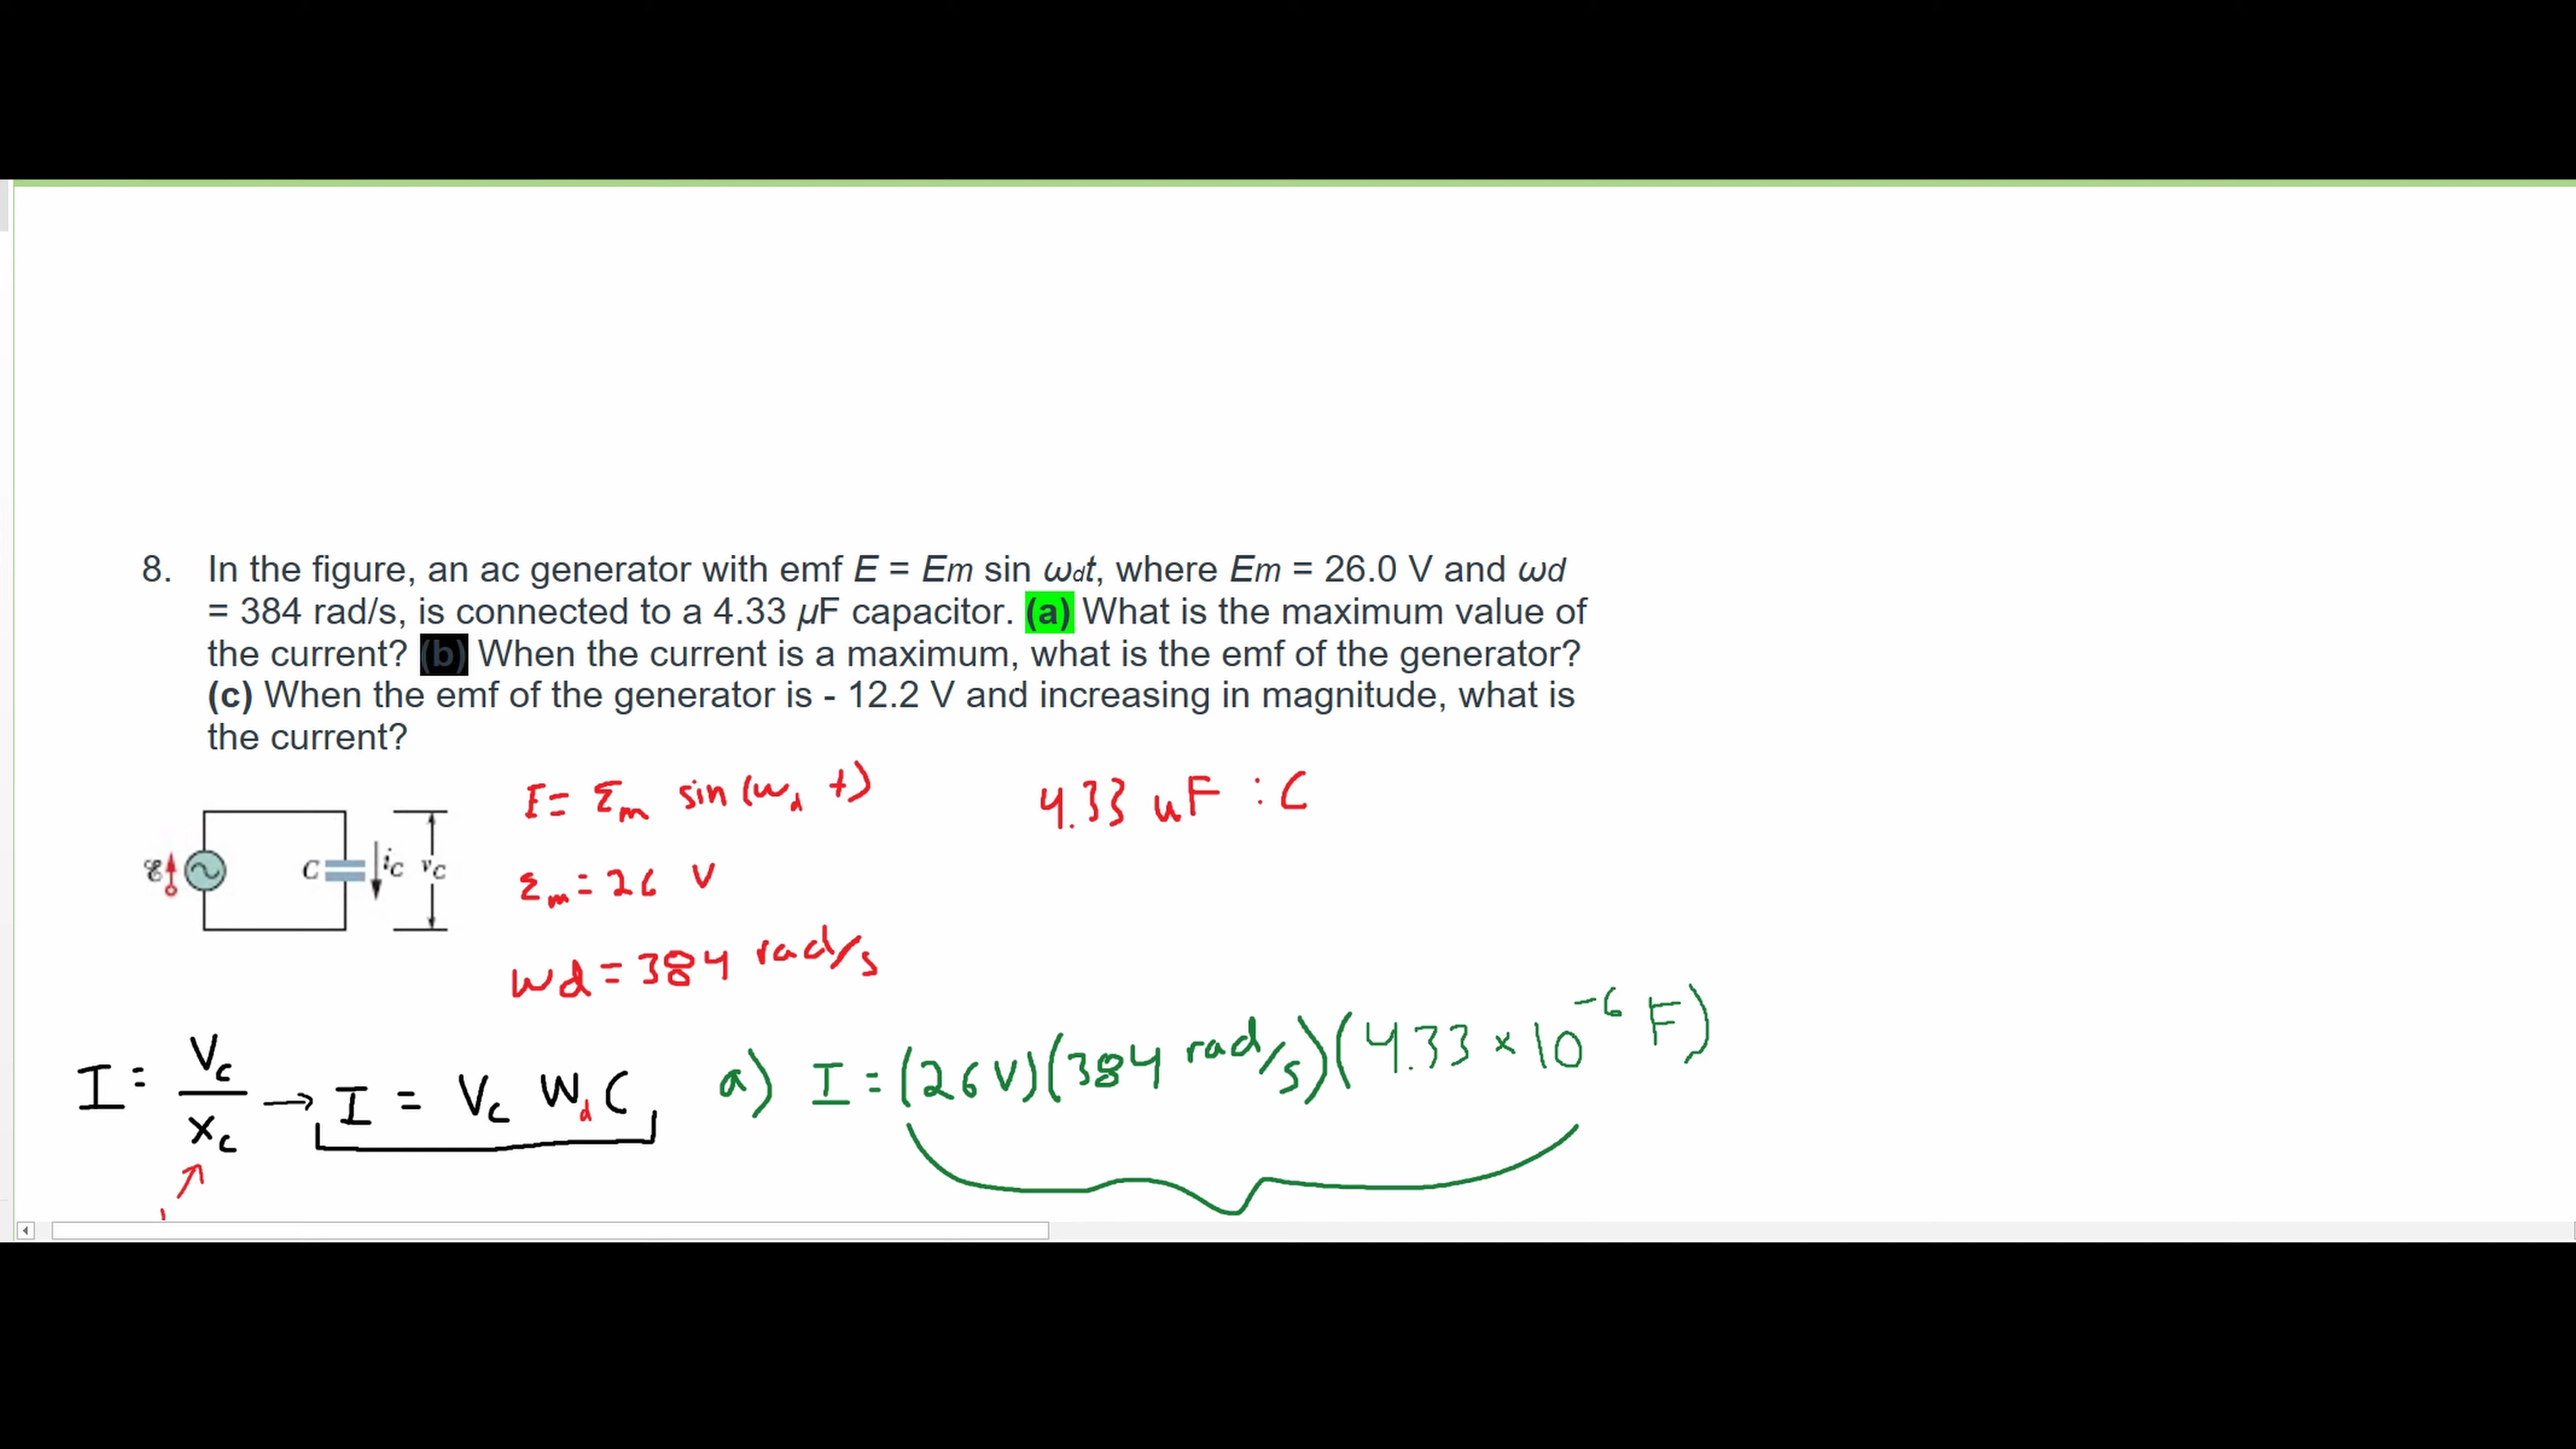 8. In the figure, an ac generator with emf E = Em sin ωdt, where Em = 26.0 V and ωd
= 384 rad/s, is connected to a 4.33 µF capacitor. (a) What is the maximum value of
the current? (b) When the current is a maximum, what is the emf of the generator?
(c) When the emf of the generator is - 12.2 V and increasing in magnitude, what is
the current?
E = Ɛm sin (wd t)
4.33 uF : C
ℰ C iC vC
Ɛm = 26 V
wd = 384 rad/s
I = Vc / Xc → I = Vc Wd C
a) I = (26 V)(384 rad/s)(4.33 × 10^-6 F)